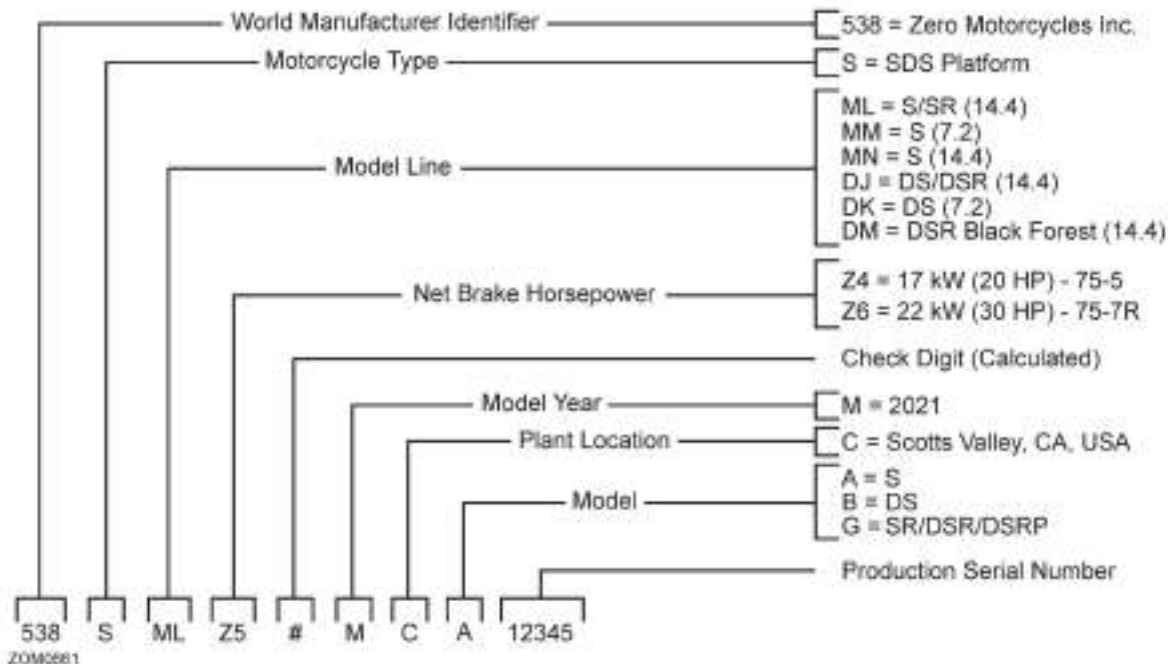 World Manufacturer Identifier
538 = Zero Motorcycles Inc.
Motorcycle Type
S = SDS Platform
Model Line
ML = S/SR (14.4)
MM = S (7.2)
MN = S (14.4)
DJ = DS/DSR (14.4)
DK = DS (7.2)
DM = DSR Black Forest (14.4)
Net Brake Horsepower
Z4 = 17 kW (20 HP) - 75-5
Z6 = 22 kW (30 HP) - 75-7R
Check Digit (Calculated)
Model Year
M = 2021
Plant Location
C = Scotts Valley, CA, USA
Model
A = S
B = DS
G = SR/DSR/DSRP
Production Serial Number
538 S ML Z5 # M C A 12345